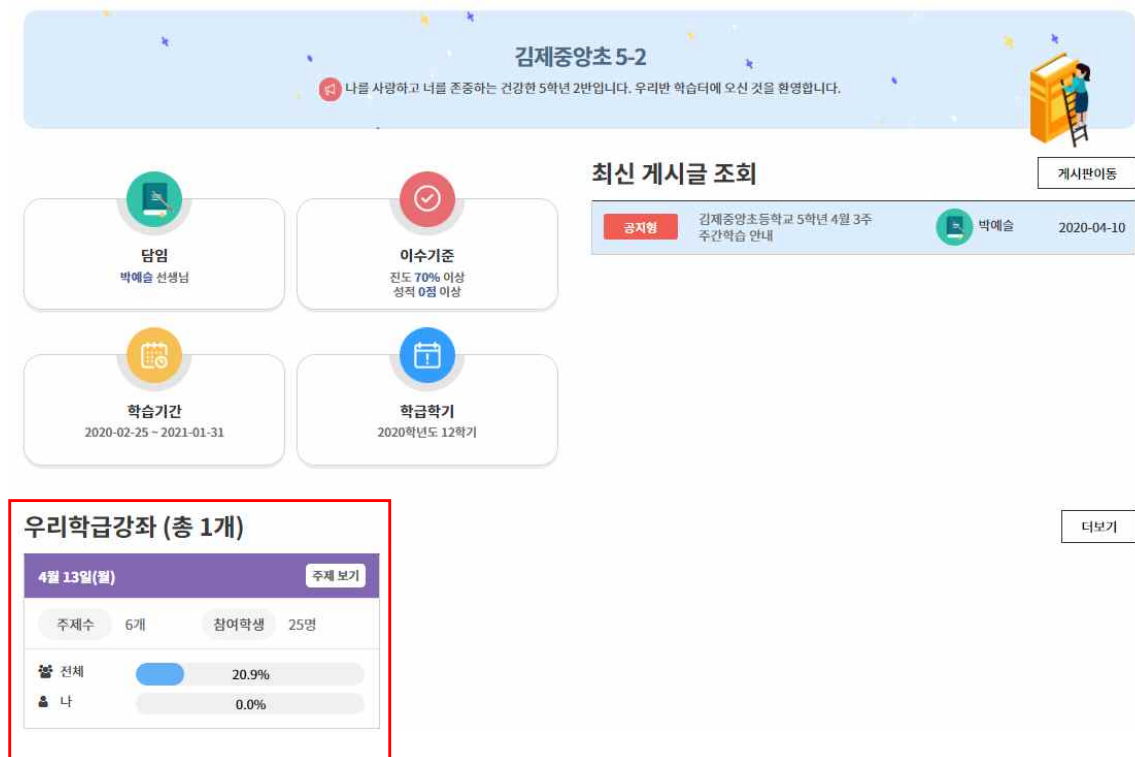 김제중앙초 5-2
나를 사랑하고 너를 존중하는 건강한 5학년 2반입니다. 우리반 학습터에 오신 것을 환영합니다.
담임
박예슬 선생님
이수기준
진도 70% 이상
성적 0점 이상
학습기간
2020-02-25 ~ 2021-01-31
학급학기
2020학년도 12학기
최신 게시글 조회
게시판이동
공지형
김제중앙초등학교 5학년 4월 3주
주간학습 안내
박예슬
2020-04-10
우리학급강좌 (총 1개)
더보기
4월 13일(월)
주제 보기
주제수 6개 참여학생 25명
전체 20.9%
나 0.0%